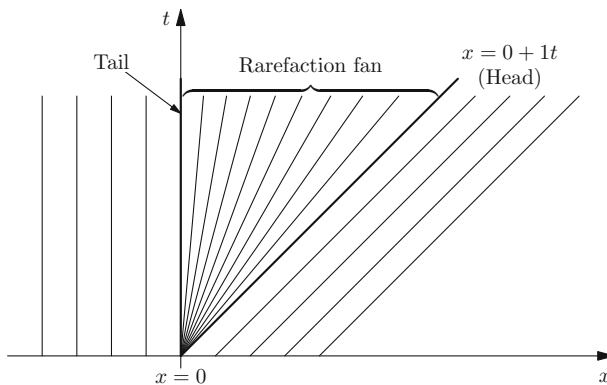 t
x = 0 + 1t
(Head)
Tail
Rarefaction fan
x = 0
x